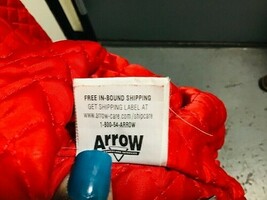 FREE IN-BOUND SHIPPING
GET SHIPPING LABEL AT
www.arrow-care.com/shipcare
1-800-54-ARROW
ARROW